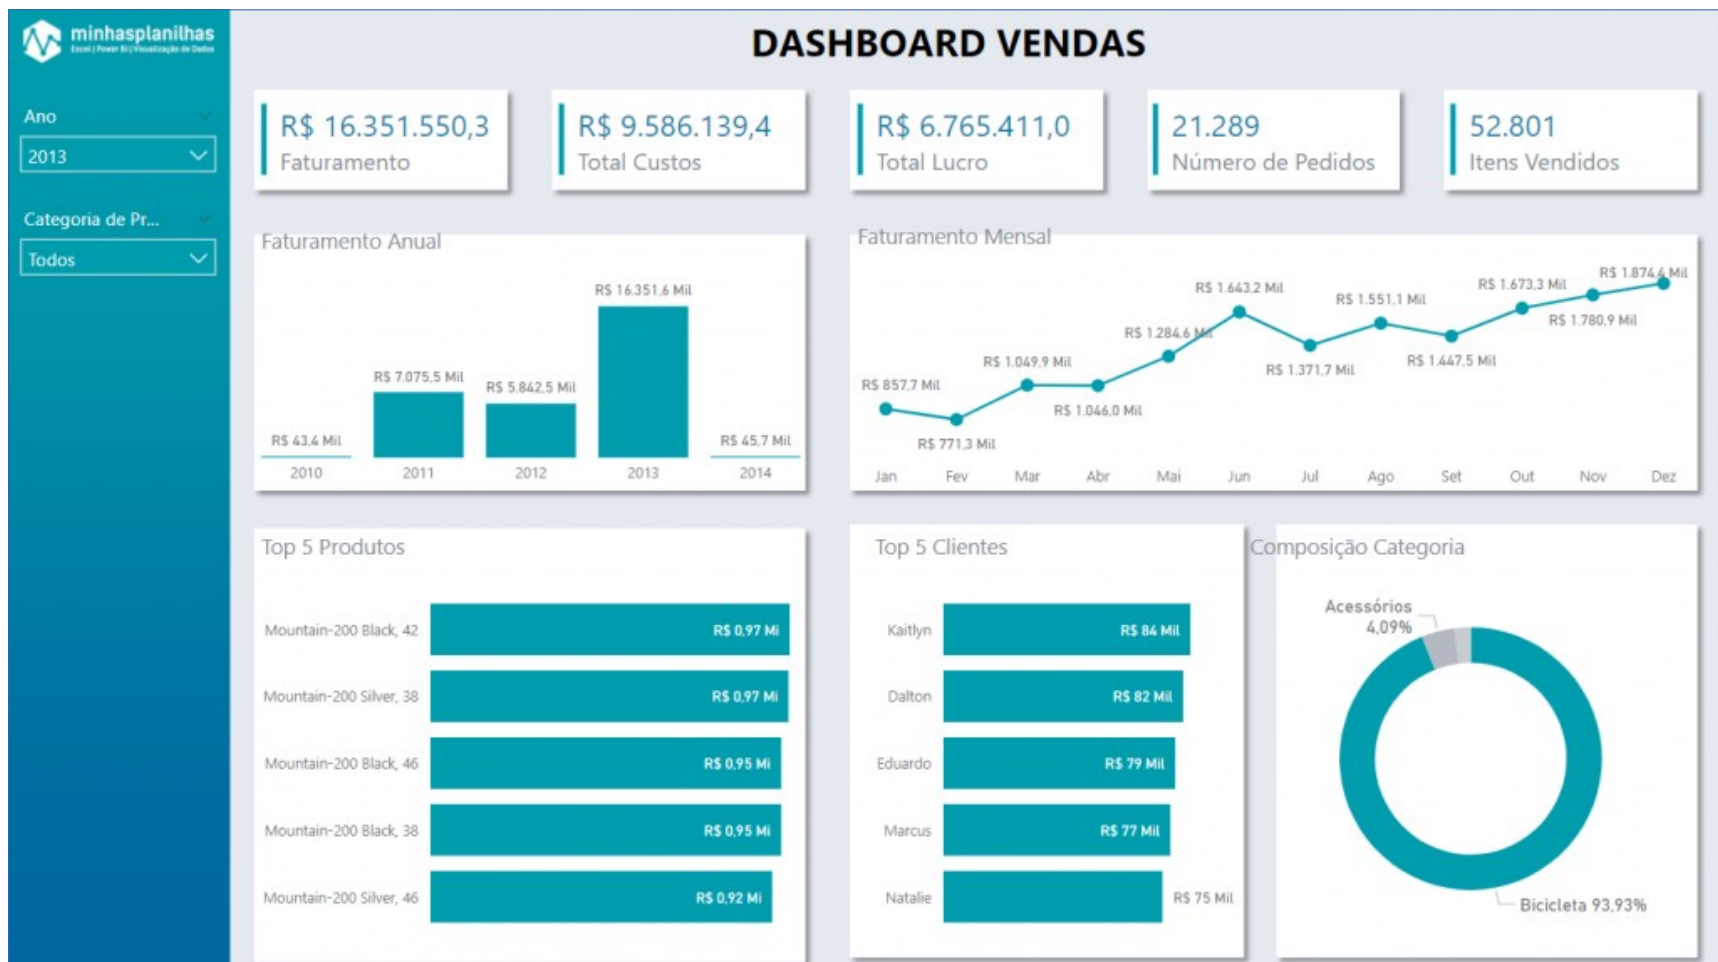 minhasplanilhas
Excel | Power BI | Visualização de Dados
DASHBOARD VENDAS
Ano
2013
Categoria de Pr...
Todos
R$ 16.351.550,3
Faturamento
R$ 9.586.139,4
Total Custos
R$ 6.765.411,0
Total Lucro
21.289
Número de Pedidos
52.801
Itens Vendidos
Faturamento Anual
R$ 16.351,6 Mil
R$ 7.075,5 Mil
R$ 5.842,5 Mil
R$ 43,4 Mil
R$ 45,7 Mil
2010 2011 2012 2013 2014
Faturamento Mensal
R$ 857,7 Mil
R$ 771,3 Mil
R$ 1.049,9 Mil
R$ 1.046,0 Mil
R$ 1.284,6 Mil
R$ 1.643,2 Mil
R$ 1.371,7 Mil
R$ 1.551,1 Mil
R$ 1.447,5 Mil
R$ 1.673,3 Mil
R$ 1.780,9 Mil
R$ 1.874,4 Mil
Jan Fev Mar Abr Mai Jun Jul Ago Set Out Nov Dez
Top 5 Produtos
Mountain-200 Black, 42 R$ 0,97 Mi
Mountain-200 Silver, 38 R$ 0,97 Mi
Mountain-200 Black, 46 R$ 0,95 Mi
Mountain-200 Black, 38 R$ 0,95 Mi
Mountain-200 Silver, 46 R$ 0,92 Mi
Top 5 Clientes
Kaitlyn R$ 84 Mil
Dalton R$ 82 Mil
Eduardo R$ 79 Mil
Marcus R$ 77 Mil
Natalie R$ 75 Mil
Composição Categoria
Acessórios
4,09%
Bicicleta 93,93%